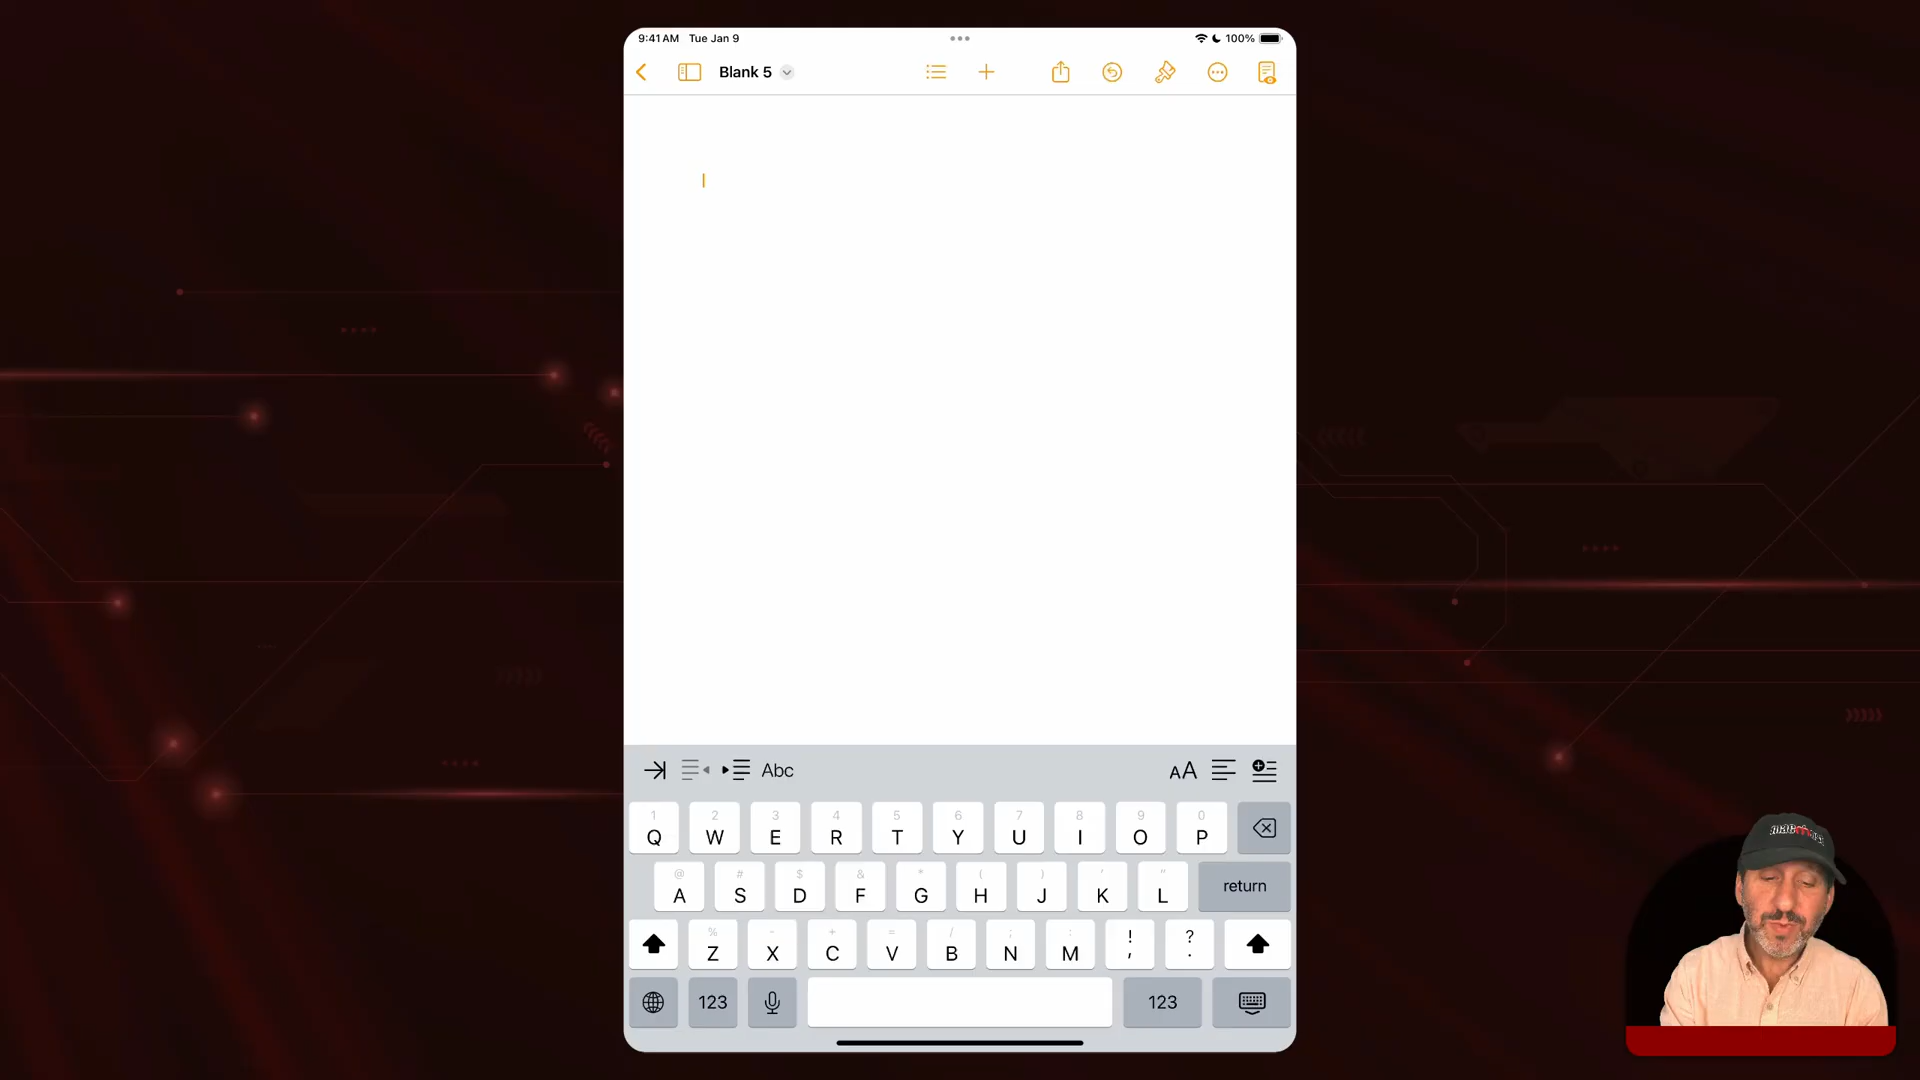 9:41 AM Tue Jan 9 100%
Blank 5
Abc AA
1 2 3 4 5 6 7 8 9 0
Q W E R T Y U I O P
@ # $ & * ( ) ' "
A S D F G H J K L return
% - + = / ; : ! ?
Z X C V B N M , .
123 123